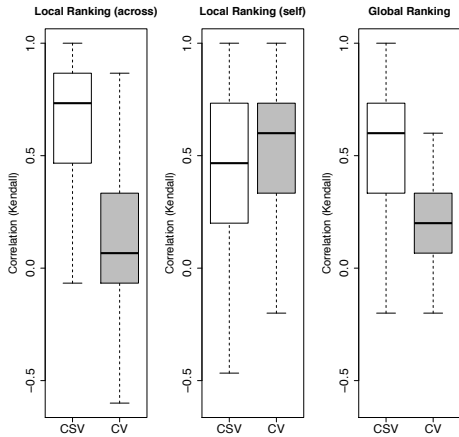 Local Ranking (across)
Local Ranking (self)
Global Ranking
Correlation (Kendall)
1.0
0.5
0.0
−0.5
CSV CV
Correlation (Kendall)
1.0
0.5
0.0
−0.5
CSV CV
Correlation (Kendall)
1.0
0.5
0.0
−0.5
CSV CV